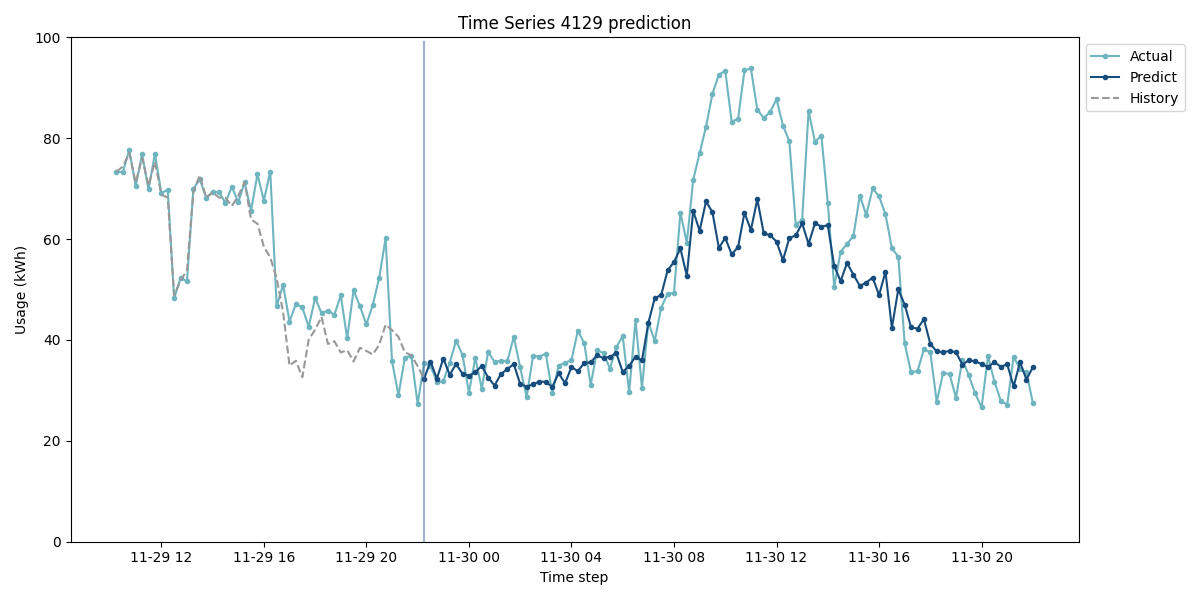 Time Series 4129 prediction
Actual
Predict
History
Usage (kWh)
100
80
60
40
20
0
11-29 12
11-29 16
11-29 20
11-30 00
11-30 04
11-30 08
11-30 12
11-30 16
11-30 20
Time step